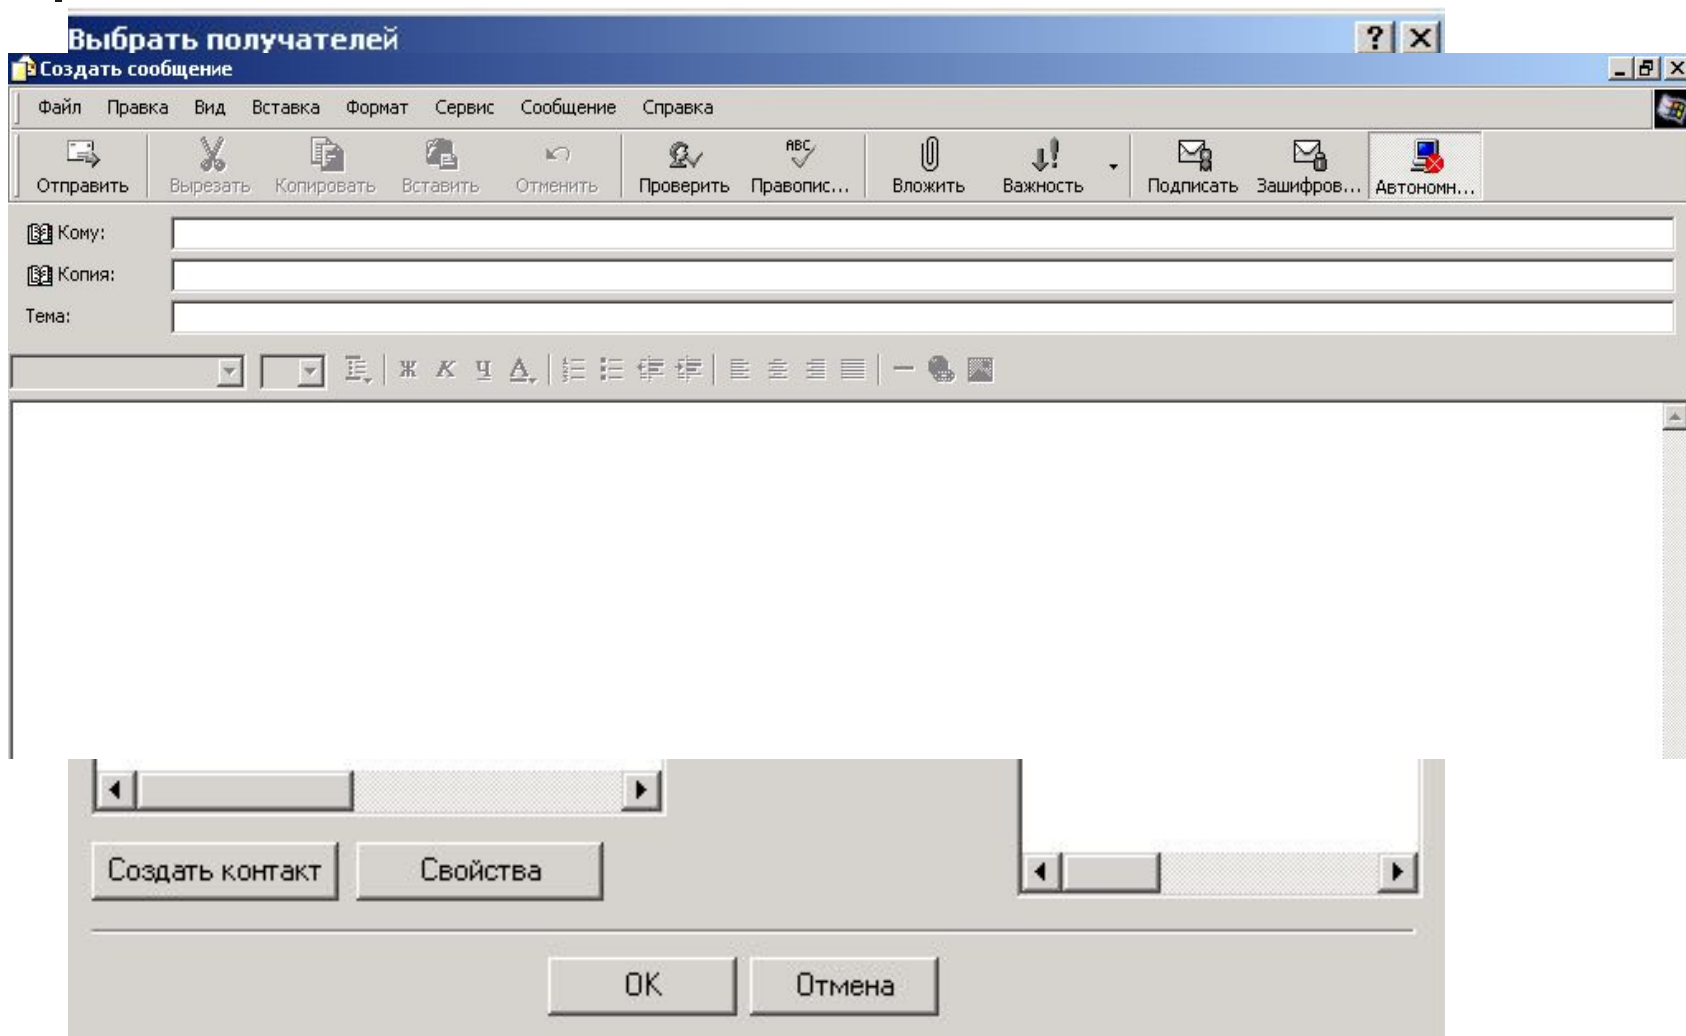 Выбрать получателей
Создать сообщение
Файл Правка Вид Вставка Формат Сервис Сообщение Справка
ABC
Отправить Вырезать Копировать Вставить Отменить Проверить Правопис... Вложить Важность Подписать Зашифров... Автономн...
Кому:
Копия:
Тема:
Ж К Ч А
Создать контакт Свойства
ОК Отмена